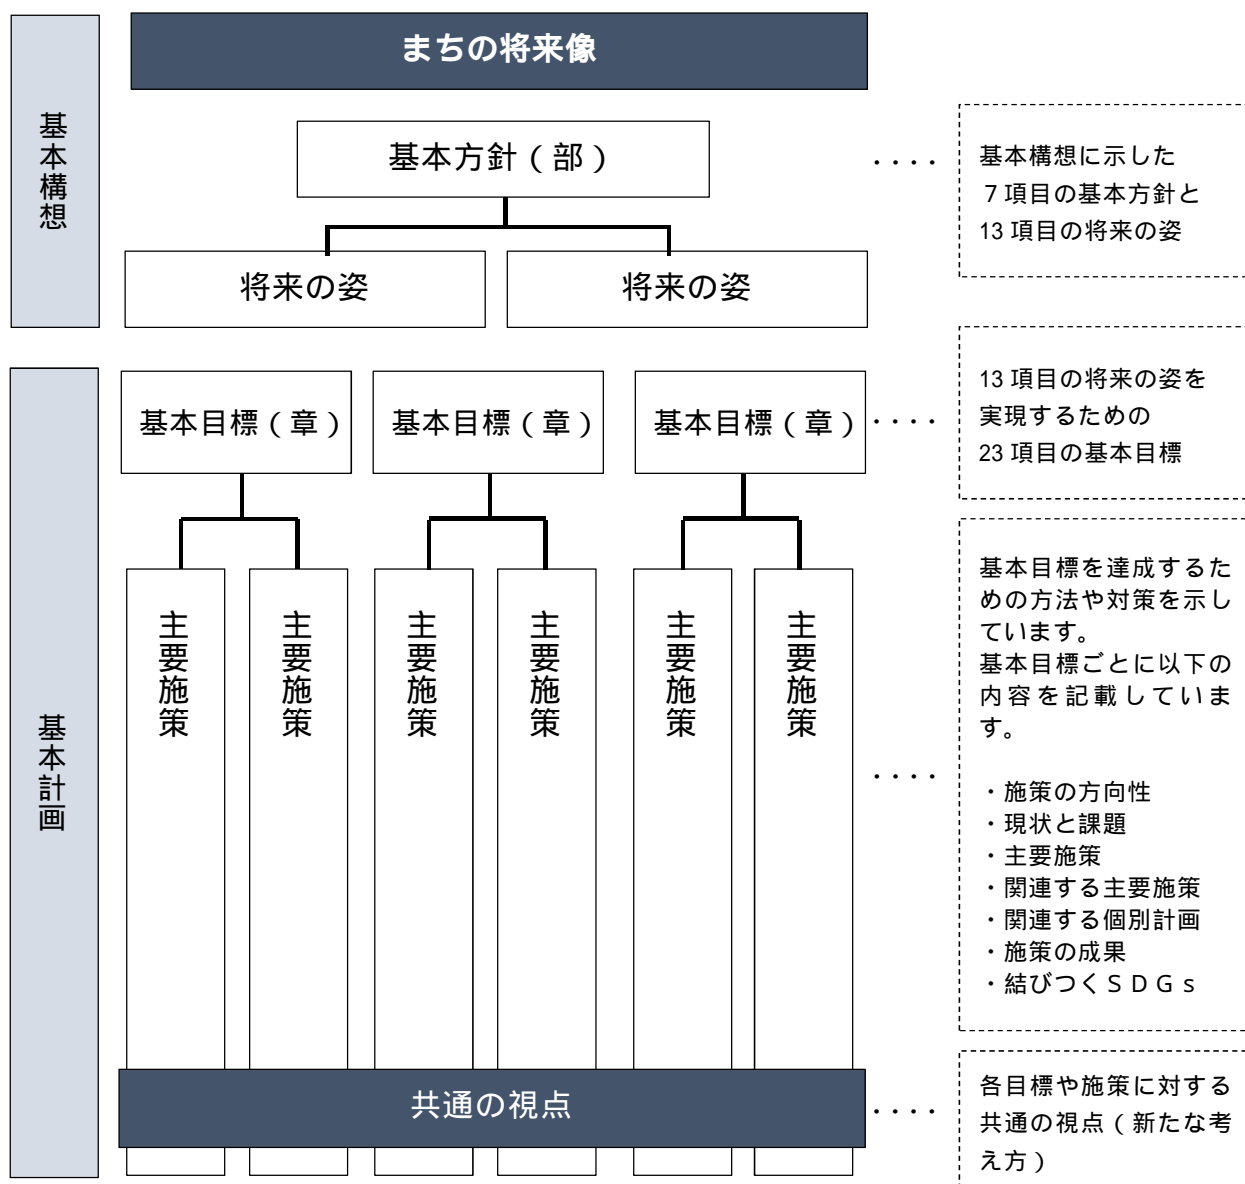 基本構想
まちの将来像
基本方針（部）
将来の姿
将来の姿
・・・・
基本構想に示した
７項目の基本方針と
13 項目の将来の姿
基本計画
基本目標（章）
基本目標（章）
基本目標（章）
・・・・
13 項目の将来の姿を
実現するための
23 項目の基本目標
主要施策
主要施策
主要施策
主要施策
主要施策
主要施策
・・・・
基本目標を達成するた
めの方法や対策を示し
ています。
基本目標ごとに以下の
内容を記載していま
す。
・施策の方向性
・現状と課題
・主要施策
・関連する主要施策
・関連する個別計画
・施策の成果
・結びつくＳＤＧｓ
共通の視点
・・・・
各目標や施策に対する
共通の視点（新たな考
え方）